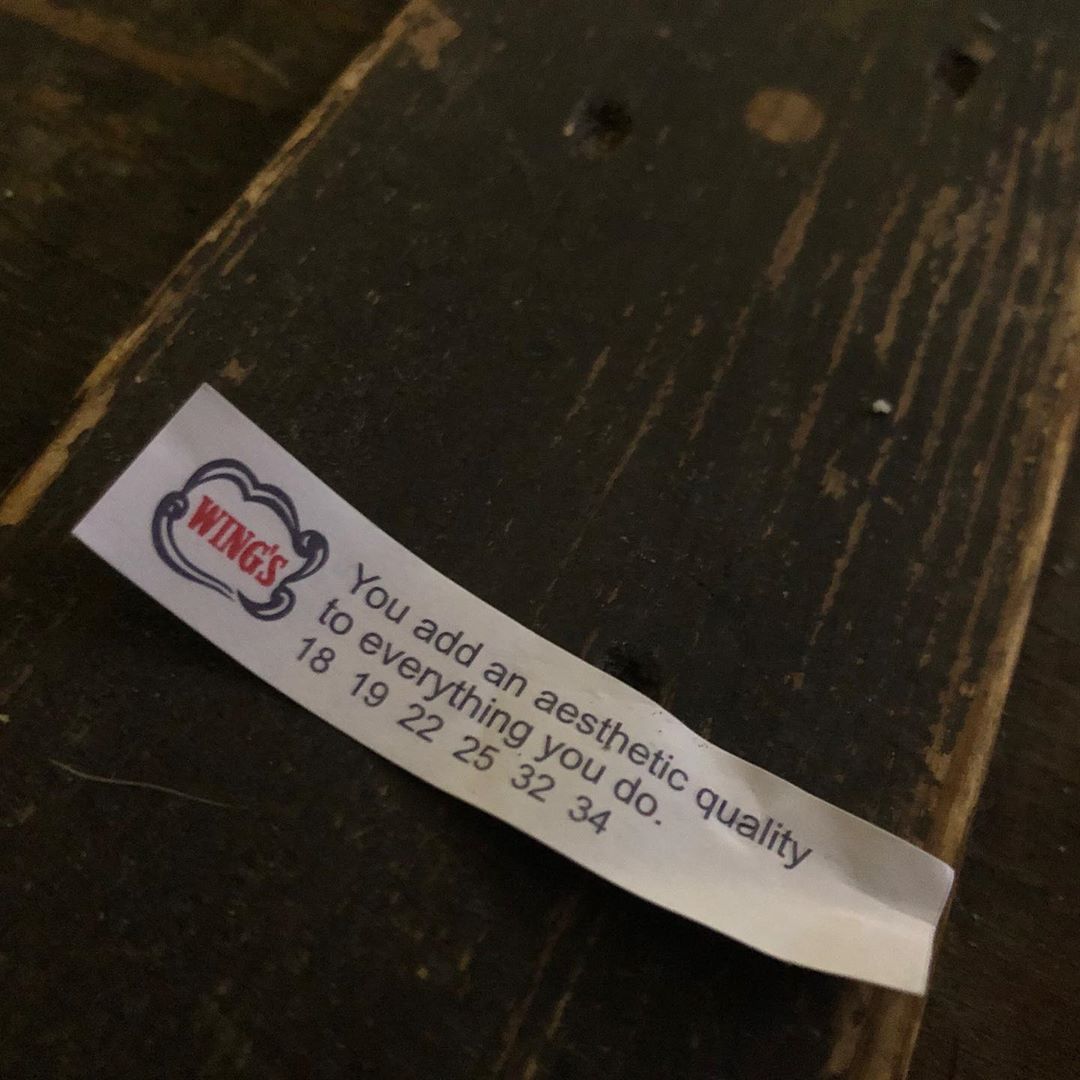 WING'S
You add an aesthetic quality
to everything you do.
18 19 22 25 32 34